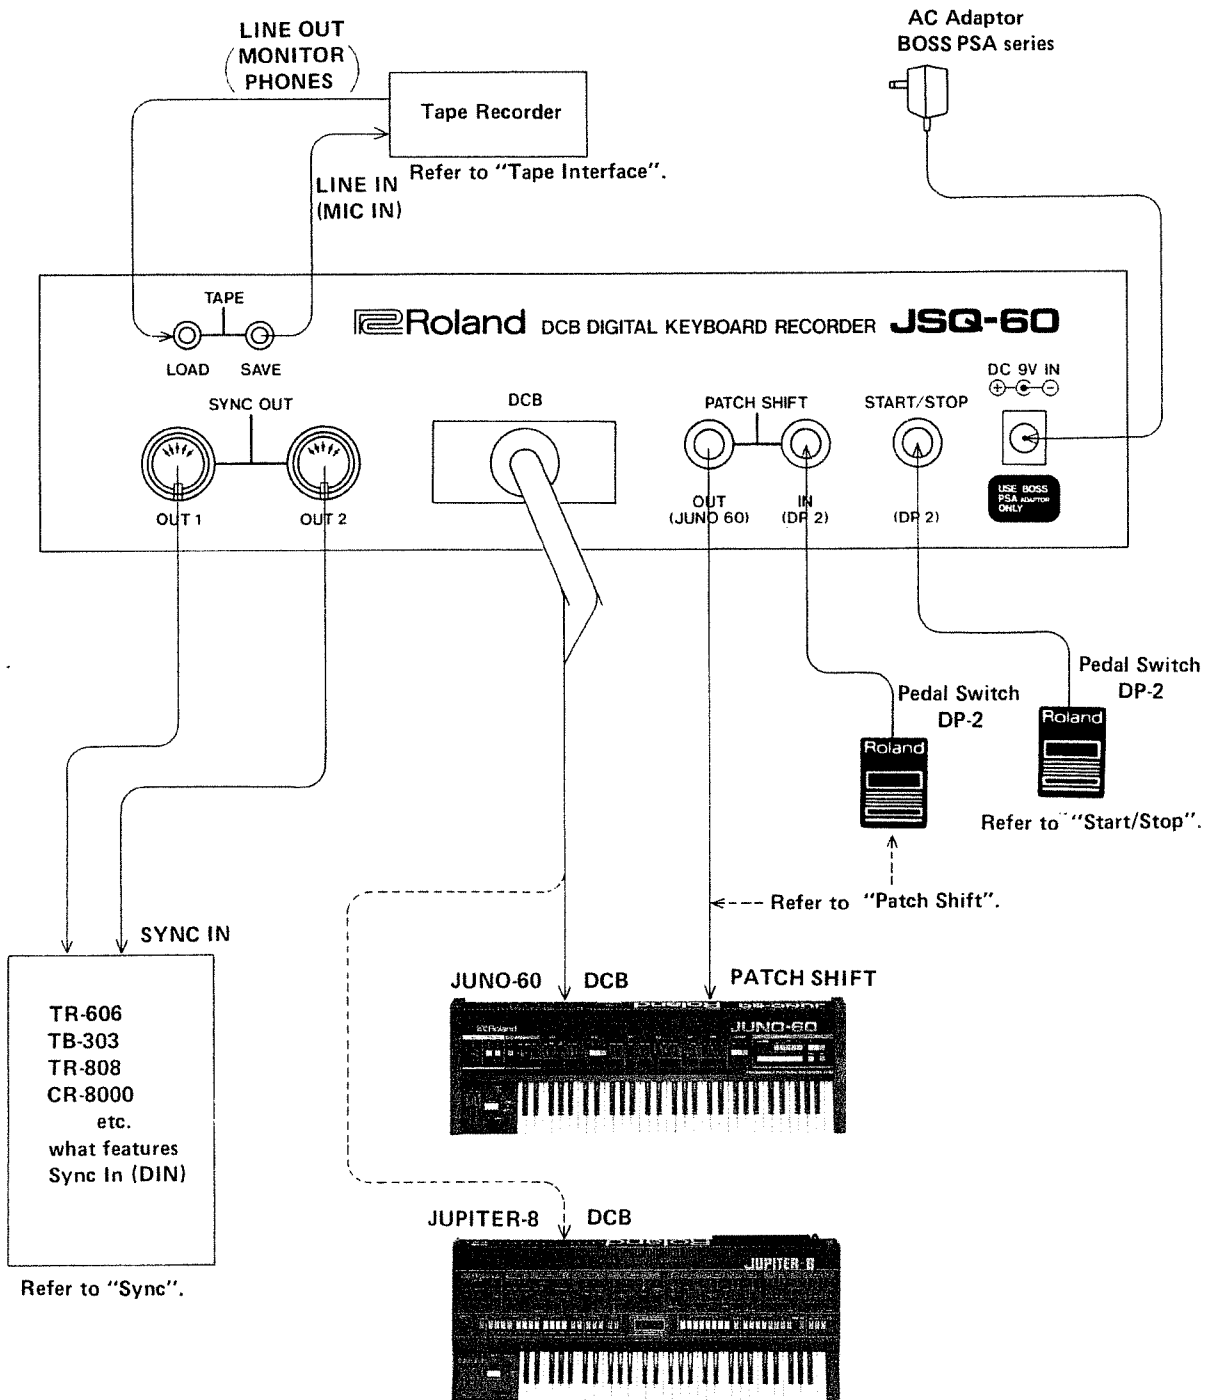 LINE OUT
(MONITOR
PHONES)
AC Adaptor
BOSS PSA series
Tape Recorder
Refer to "Tape Interface".
LINE IN
(MIC IN)
TAPE
LOAD SAVE
Roland DCB DIGITAL KEYBOARD RECORDER JSQ-60
SYNC OUT
OUT 1 OUT 2
DCB
PATCH SHIFT
OUT
(JUNO 60)
IN
(DP 2)
START/STOP
(DP 2)
DC 9V IN
+ -
USE BOSS
PSA ADAPTOR
ONLY
Pedal Switch
DP-2
Roland
Pedal Switch
DP-2
Roland
Refer to "Start/Stop".
Refer to "Patch Shift".
SYNC IN
TR-606
TB-303
TR-808
CR-8000
etc.
what features
Sync In (DIN)
Refer to "Sync".
JUNO-60 DCB PATCH SHIFT
Roland
JUNO-60
JUPITER-8 DCB
JUPITER-8